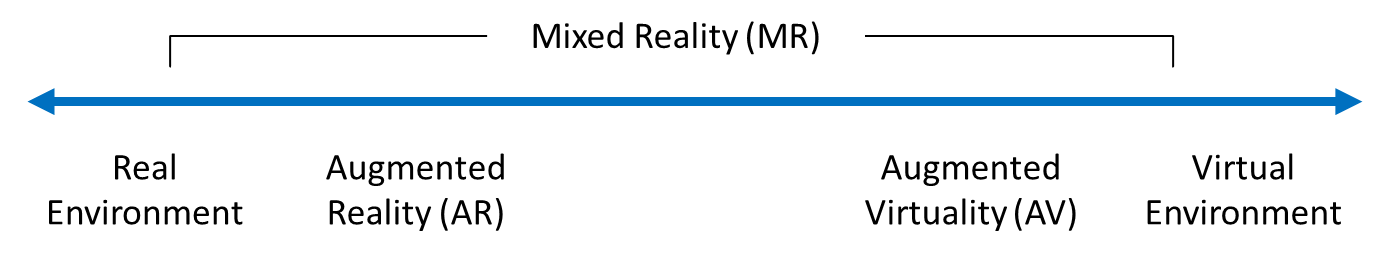 Mixed Reality (MR)
Real
Environment
Augmented
Reality (AR)
Augmented
Virtuality (AV)
Virtual
Environment